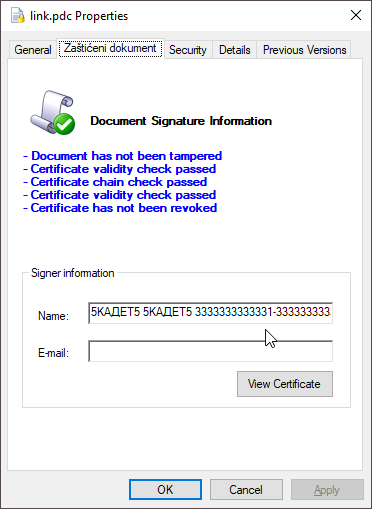 link.pdc Properties
General Zaštićeni dokument Security Details Previous Versions
Document Signature Information
- Document has not been tampered
- Certificate validity check passed
- Certificate chain check passed
- Certificate validity check passed
- Certificate has not been revoked
Signer information
Name: 5КАДЕТ5 5КАДЕТ5 3333333333331-333333333
E-mail:
View Certificate
OK Cancel Apply